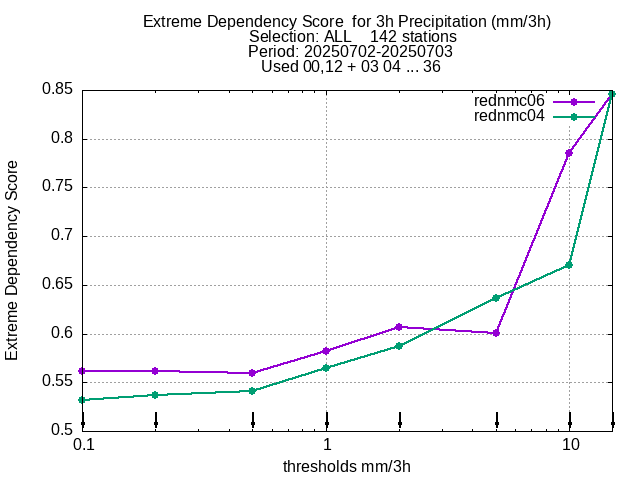 Extreme Dependency Score  for 3h Precipitation (mm/3h)
Selection: ALL    142 stations
Period: 20250702-20250703
Used 00,12 + 03 04 ... 36
rednmc06
rednmc04
0.85
0.8
0.75
0.7
0.65
0.6
0.55
0.5
Extreme Dependency Score
0.1 1 10
thresholds mm/3h